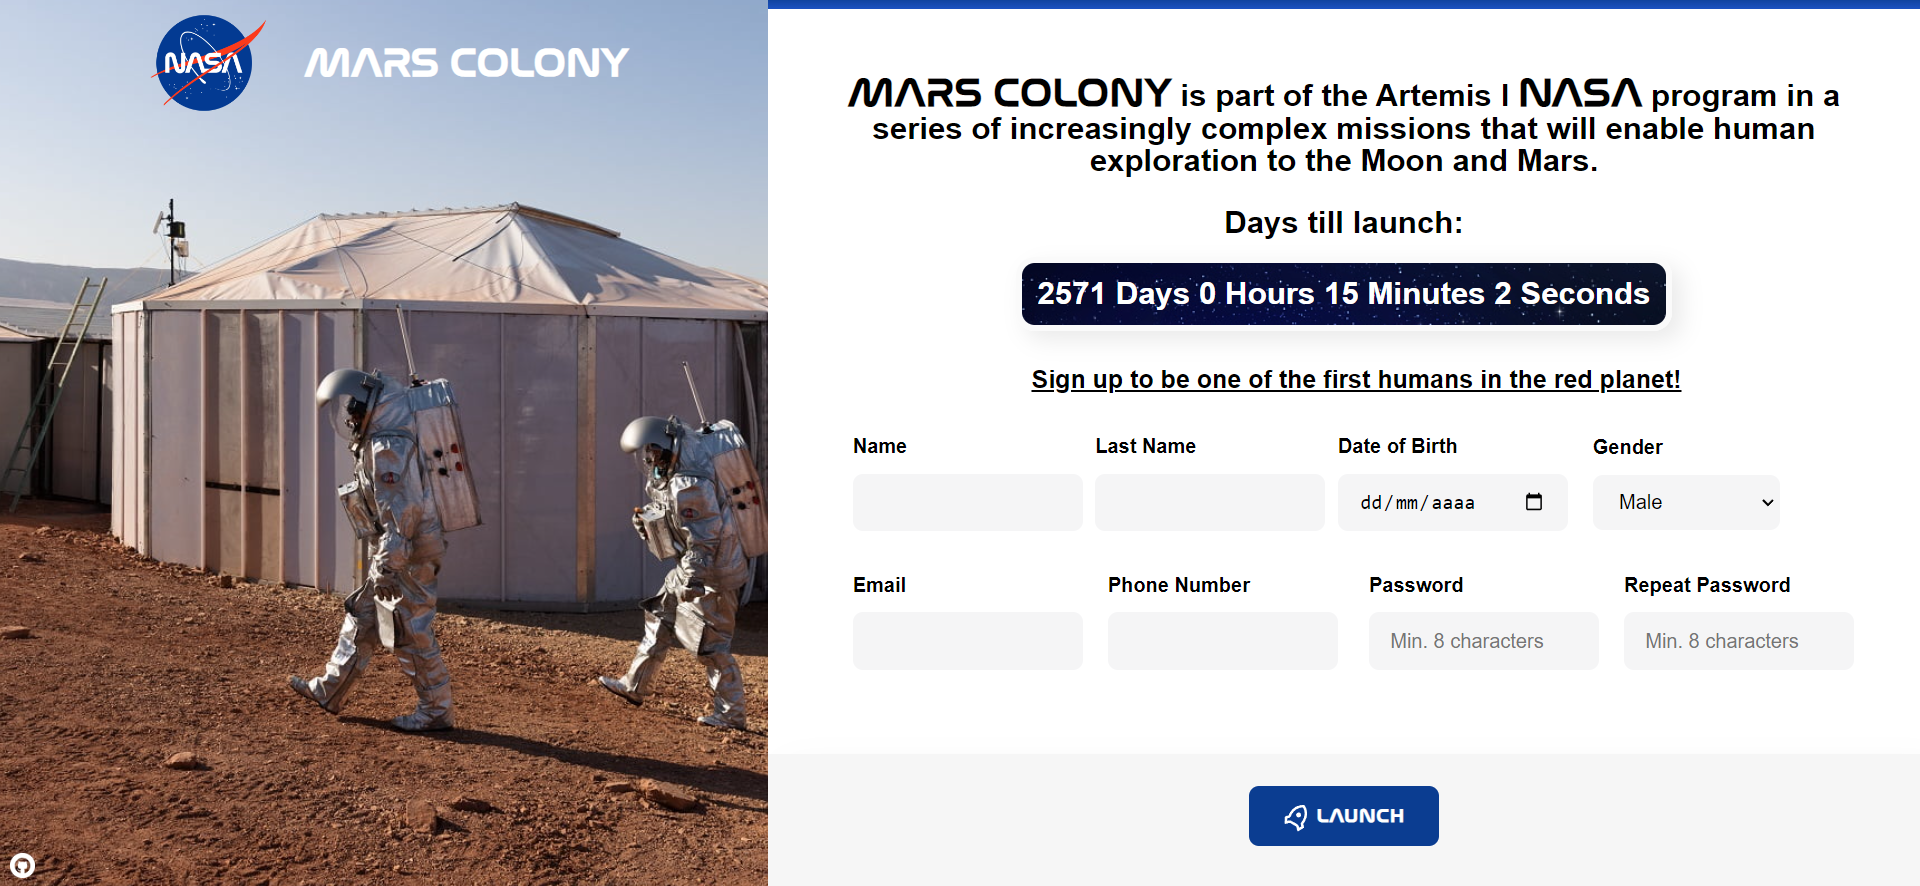 NASA
MARS COLONY
MARS COLONY is part of the Artemis I NASA program in a
series of increasingly complex missions that will enable human
exploration to the Moon and Mars.
Days till launch:
2571 Days 0 Hours 15 Minutes 2 Seconds
Sign up to be one of the first humans in the red planet!
Name Last Name Date of Birth Gender
dd/mm/aaaa Male
Email Phone Number Password Repeat Password
Min. 8 characters Min. 8 characters
LAUNCH